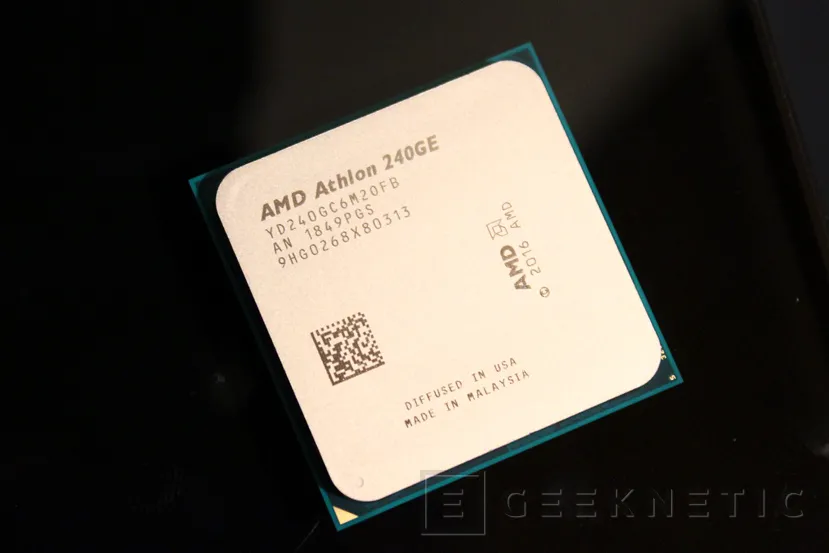 AMD Athlon 240GE
YD240GC6M20FB
AN 1849PGS
9HG0268X80313
AMD
© 2016 AMD
DIFFUSED IN USA
MADE IN MALAYSIA
S
E GEEKNETIC